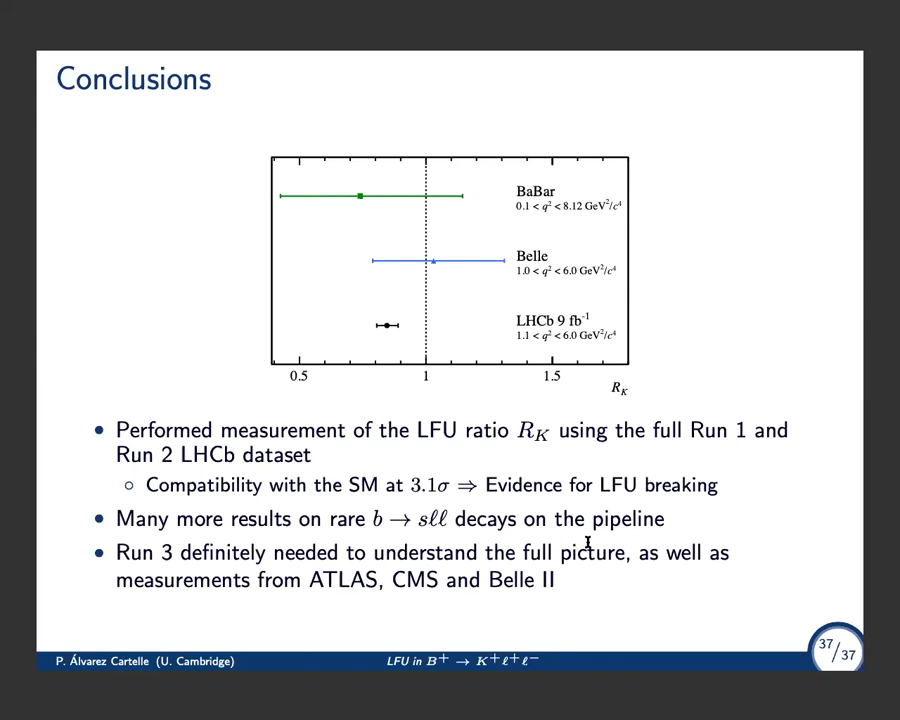 Conclusions
BaBar
0.1 < q² < 8.12 GeV²/c⁴
Belle
1.0 < q² < 6.0 GeV²/c⁴
LHCb 9 fb⁻¹
1.1 < q² < 6.0 GeV²/c⁴
0.5 1 1.5
R_K
• Performed measurement of the LFU ratio R_K using the full Run 1 and
Run 2 LHCb dataset
◦ Compatibility with the SM at 3.1σ ⇒ Evidence for LFU breaking
• Many more results on rare b → sℓℓ decays on the pipeline
• Run 3 definitely needed to understand the full picture, as well as
measurements from ATLAS, CMS and Belle II
P. Álvarez Cartelle (U. Cambridge) LFU in B⁺ → K⁺ℓ⁺ℓ⁻ 37/37